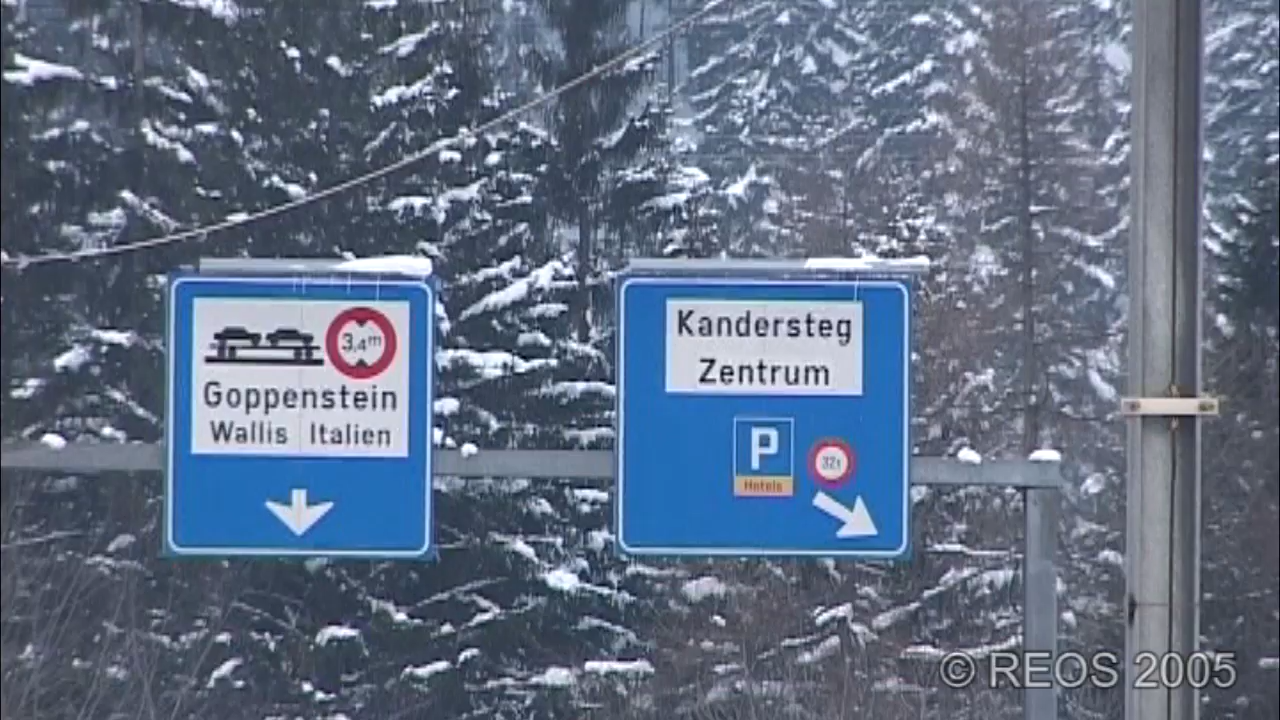 3,4m
Goppenstein
Wallis Italien
Kandersteg
Zentrum
P
Hotels
32t
© REOS 2005